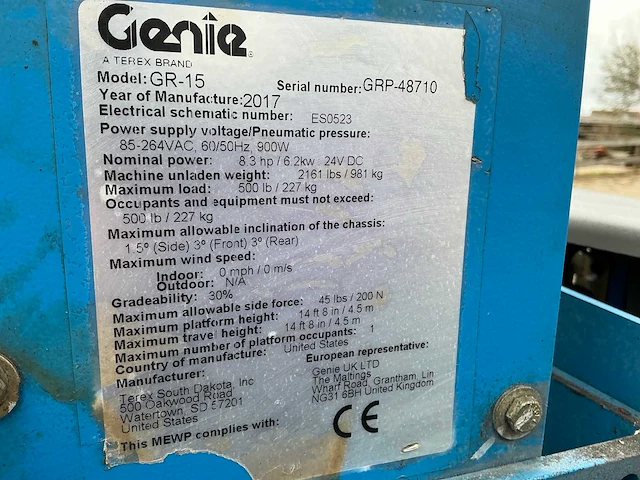 Genie
A TEREX BRAND
Model: GR-15 Serial number: GRP-48710
Year of Manufacture: 2017
Electrical schematic number: ES0523
Power supply voltage/Pneumatic pressure:
85-264VAC, 60/50Hz, 900W
Nominal power: 8.3 hp / 6.2kw 24V DC
Machine unladen weight: 2161 lbs / 981 kg
Maximum load: 500 lb / 227 kg
Occupants and equipment must not exceed:
500 lb / 227 kg
Maximum allowable inclination of the chassis:
1.5º (Side) 3º (Front) 3º (Rear)
Maximum wind speed:
Indoor: 0 mph / 0 m/s
Outdoor: N/A
Gradeability: 30%
Maximum allowable side force: 45 lbs / 200 N
Maximum platform height: 14 ft 8 in / 4.5 m
Maximum travel height: 14 ft 8 in / 4.5 m
Maximum number of platform occupants: 1
Country of manufacture: United States
Manufacturer:
Terex South Dakota, Inc
500 Oakwood Road
Watertown, SD 57201
United States
European representative:
Genie UK LTD
The Maltings
Wharf Road, Grantham, Lin
NG31 6BH United Kingdom
This MEWP complies with:
CE